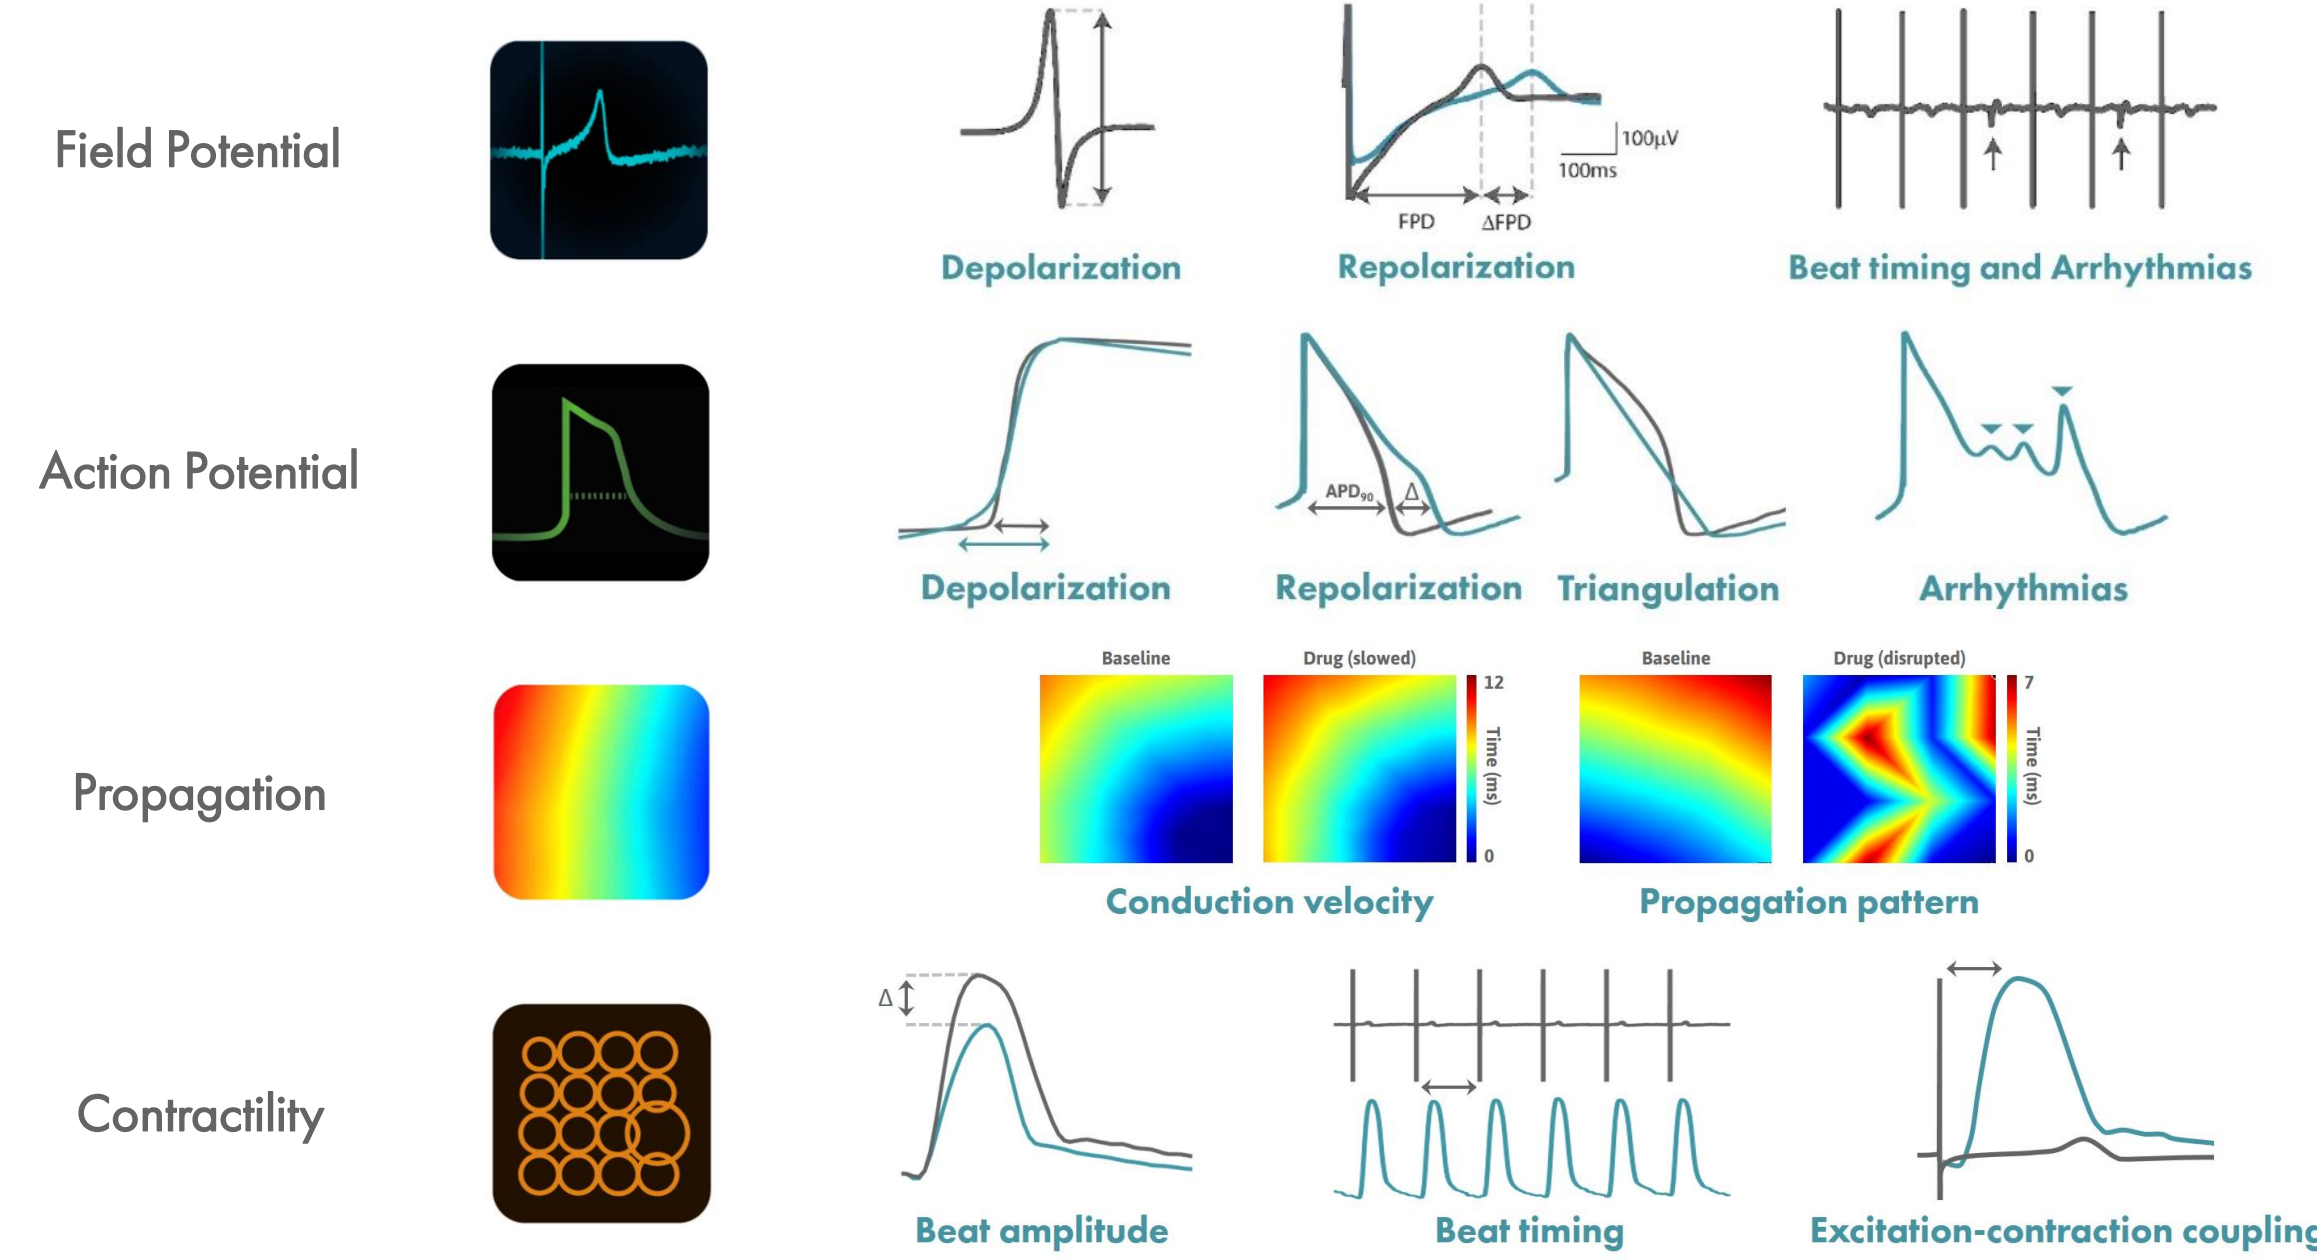 Field Potential
100µV
100ms
FPD
ΔFPD
Depolarization
Repolarization
Beat timing and Arrhythmias
Action Potential
APD90
Δ
Depolarization
Repolarization
Triangulation
Arrhythmias
Propagation
Baseline
Drug (slowed)
12
Time (ms)
0
Baseline
Drug (disrupted)
7
Time (ms)
0
Conduction velocity
Propagation pattern
Contractility
Δ
Beat amplitude
Beat timing
Excitation-contraction coupling